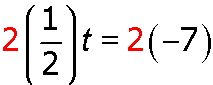 2(1/2)t = 2(−7)